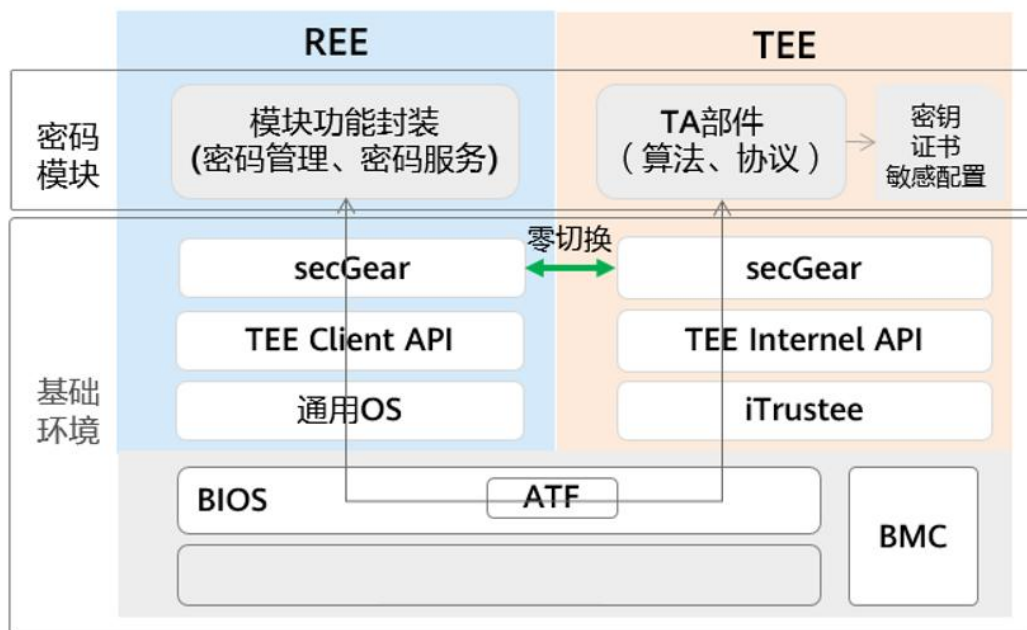 REE
TEE
密码
模块
模块功能封装
(密码管理、密码服务)
TA部件
（算法、协议）
密钥
证书
敏感配置
零切换
secGear
secGear
TEE Client API
TEE Internel API
基础
环境
通用OS
iTrustee
BIOS
ATF
BMC